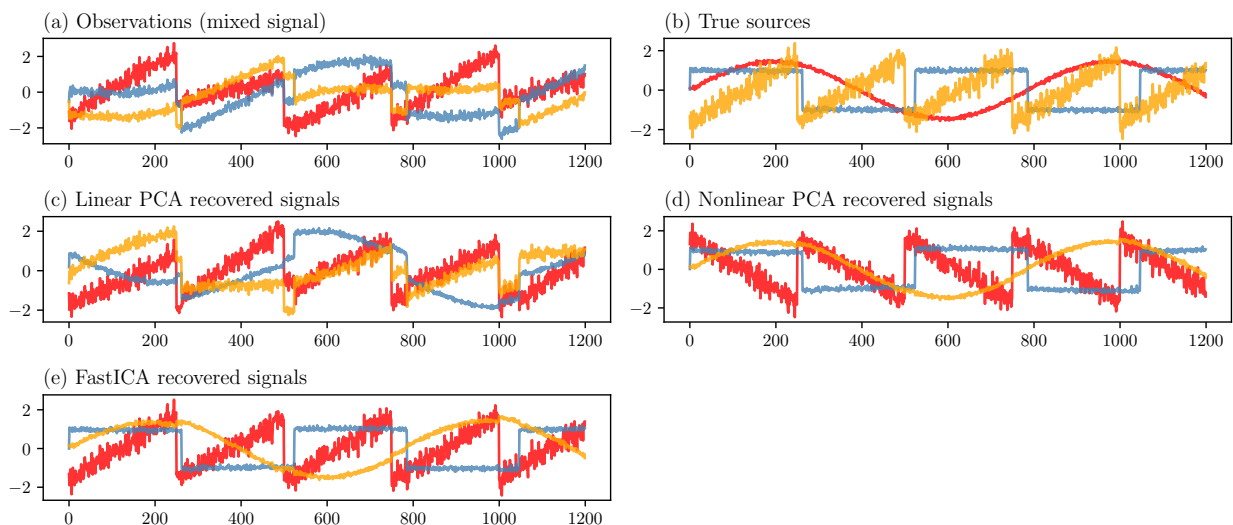 (a) Observations (mixed signal)
2
0
−2
0 200 400 600 800 1000 1200
(b) True sources
2
0
−2
0 200 400 600 800 1000 1200
(c) Linear PCA recovered signals
2
0
−2
0 200 400 600 800 1000 1200
(d) Nonlinear PCA recovered signals
2
0
−2
0 200 400 600 800 1000 1200
(e) FastICA recovered signals
2
0
−2
0 200 400 600 800 1000 1200